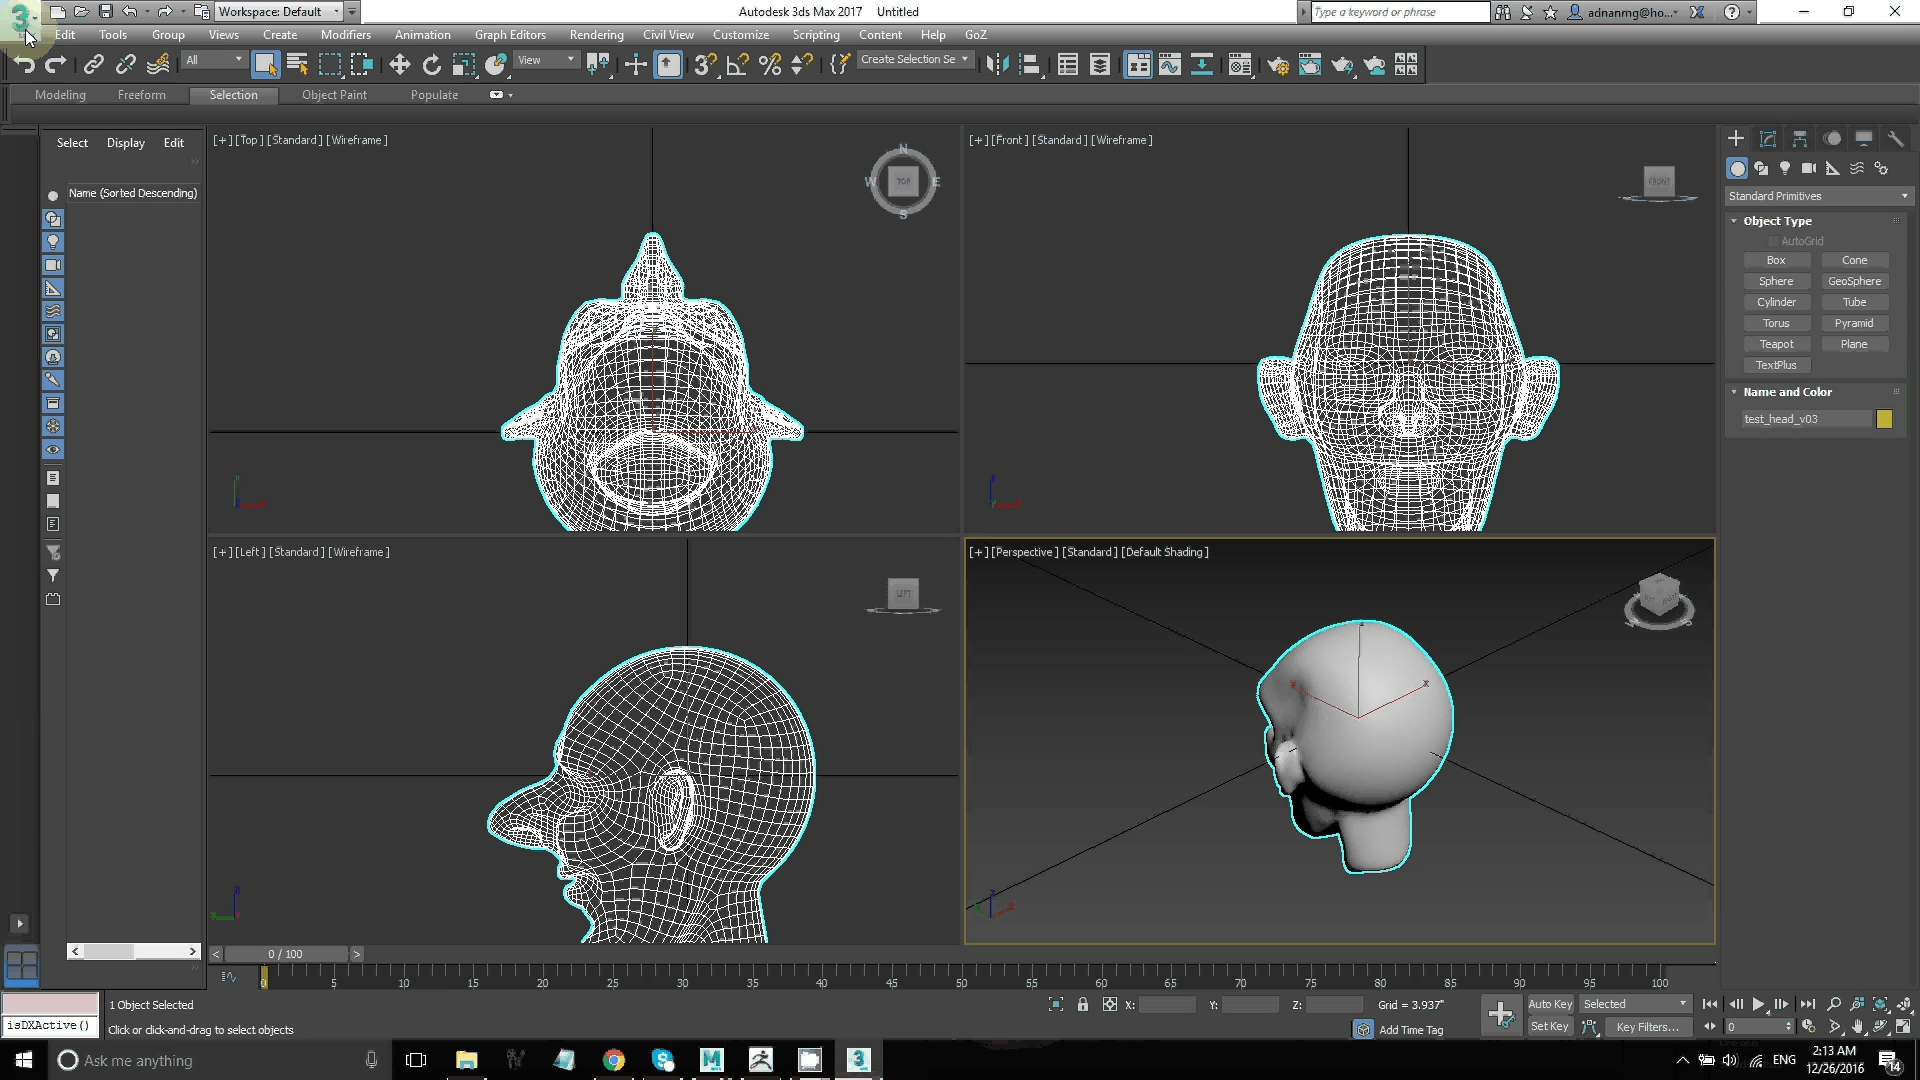 Workspace: Default
Autodesk 3ds Max 2017 Untitled
Type a keyword or phrase
adnanmg@ho...
Edit Tools Group Views Create Modifiers Animation Graph Editors Rendering Civil View Customize Scripting Content Help GoZ
All
View
Create Selection Se
Modeling Freeform Selection Object Paint Populate
Select Display Edit
Name (Sorted Descending)
[+] [Top] [Standard] [Wireframe]
N
W TOP E
S
[+] [Front] [Standard] [Wireframe]
FRONT
[+] [Left] [Standard] [Wireframe]
LEFT
[+] [Perspective] [Standard] [Default Shading]
Standard Primitives
Object Type
AutoGrid
Box Cone
Sphere GeoSphere
Cylinder Tube
Torus Pyramid
Teapot Plane
TextPlus
Name and Color
test_head_v03
0 / 100
0 5 10 15 20 25 30 35 40 45 50 55 60 65 70 75 80 85 90 95 100
1 Object Selected
X: Y: Z: Grid = 3.937"
Auto Key Selected
isDXActive()
Click or click-and-drag to select objects
Add Time Tag
Set Key Key Filters... 0
Ask me anything
ENG
2:13 AM
12/26/2016
14